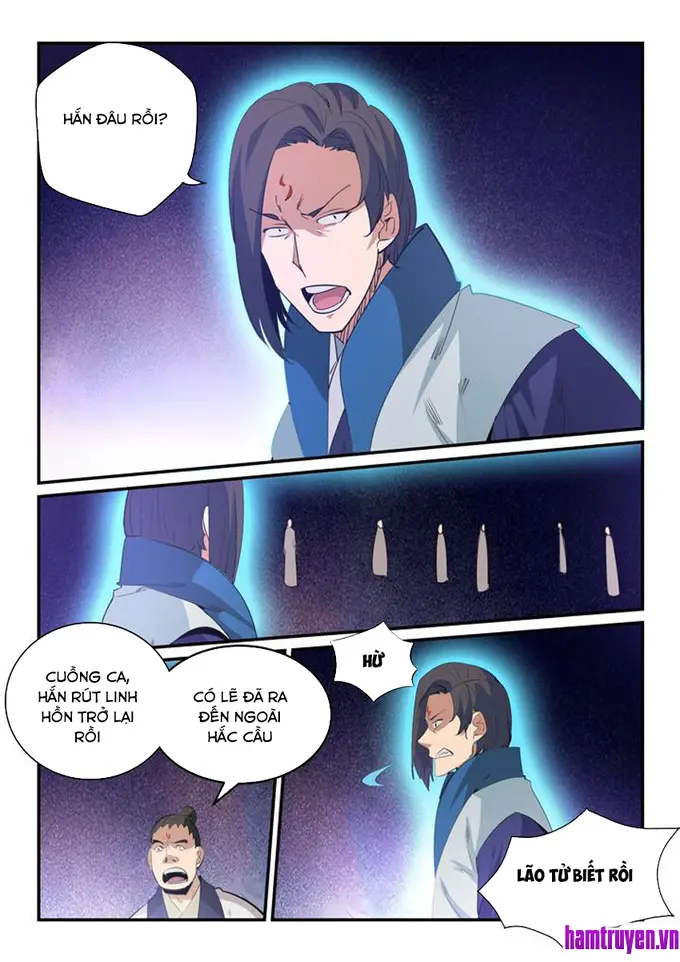 HẮN ĐÂU RỒI?
CUỒNG CA,
HẮN RÚT LINH
HỒN TRỞ LẠI
RỒI
CÓ LẼ ĐÃ RA
ĐẾN NGOÀI
HẮC CẦU
HỪ
LÃO TỬ BIẾT RỒI
hamtruyen.vn